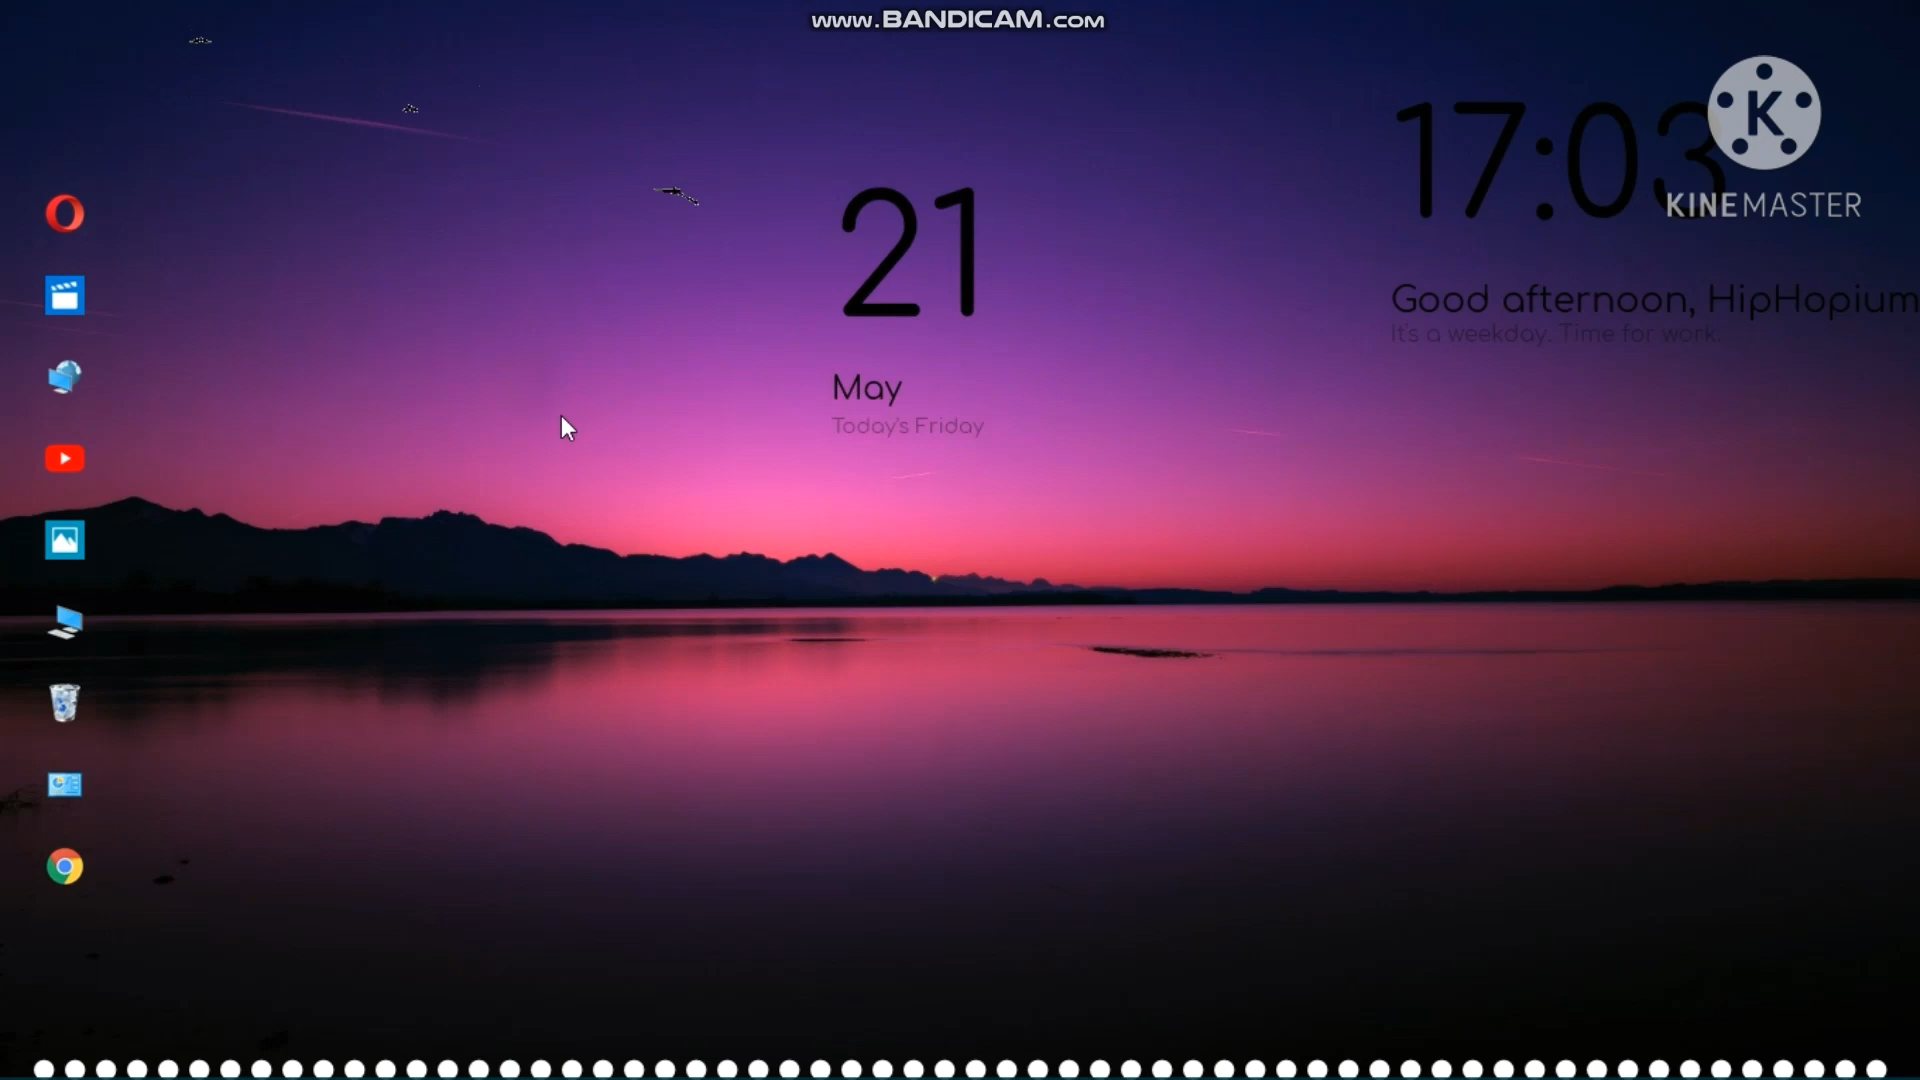 www.BANDICAM.com
17:03
K
KINEMASTER
21
Good afternoon, HipHopium
It's a weekday. Time for work.
May
Today's Friday